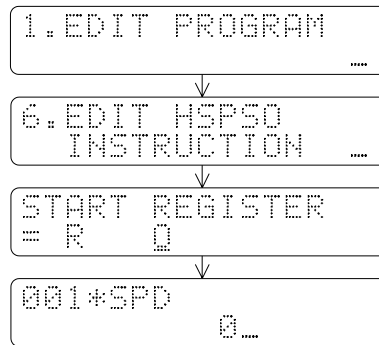 1.EDIT PROGRAM
6.EDIT HSPSO
INSTRUCTION
START REGISTER
= R 0
001*SPD
0